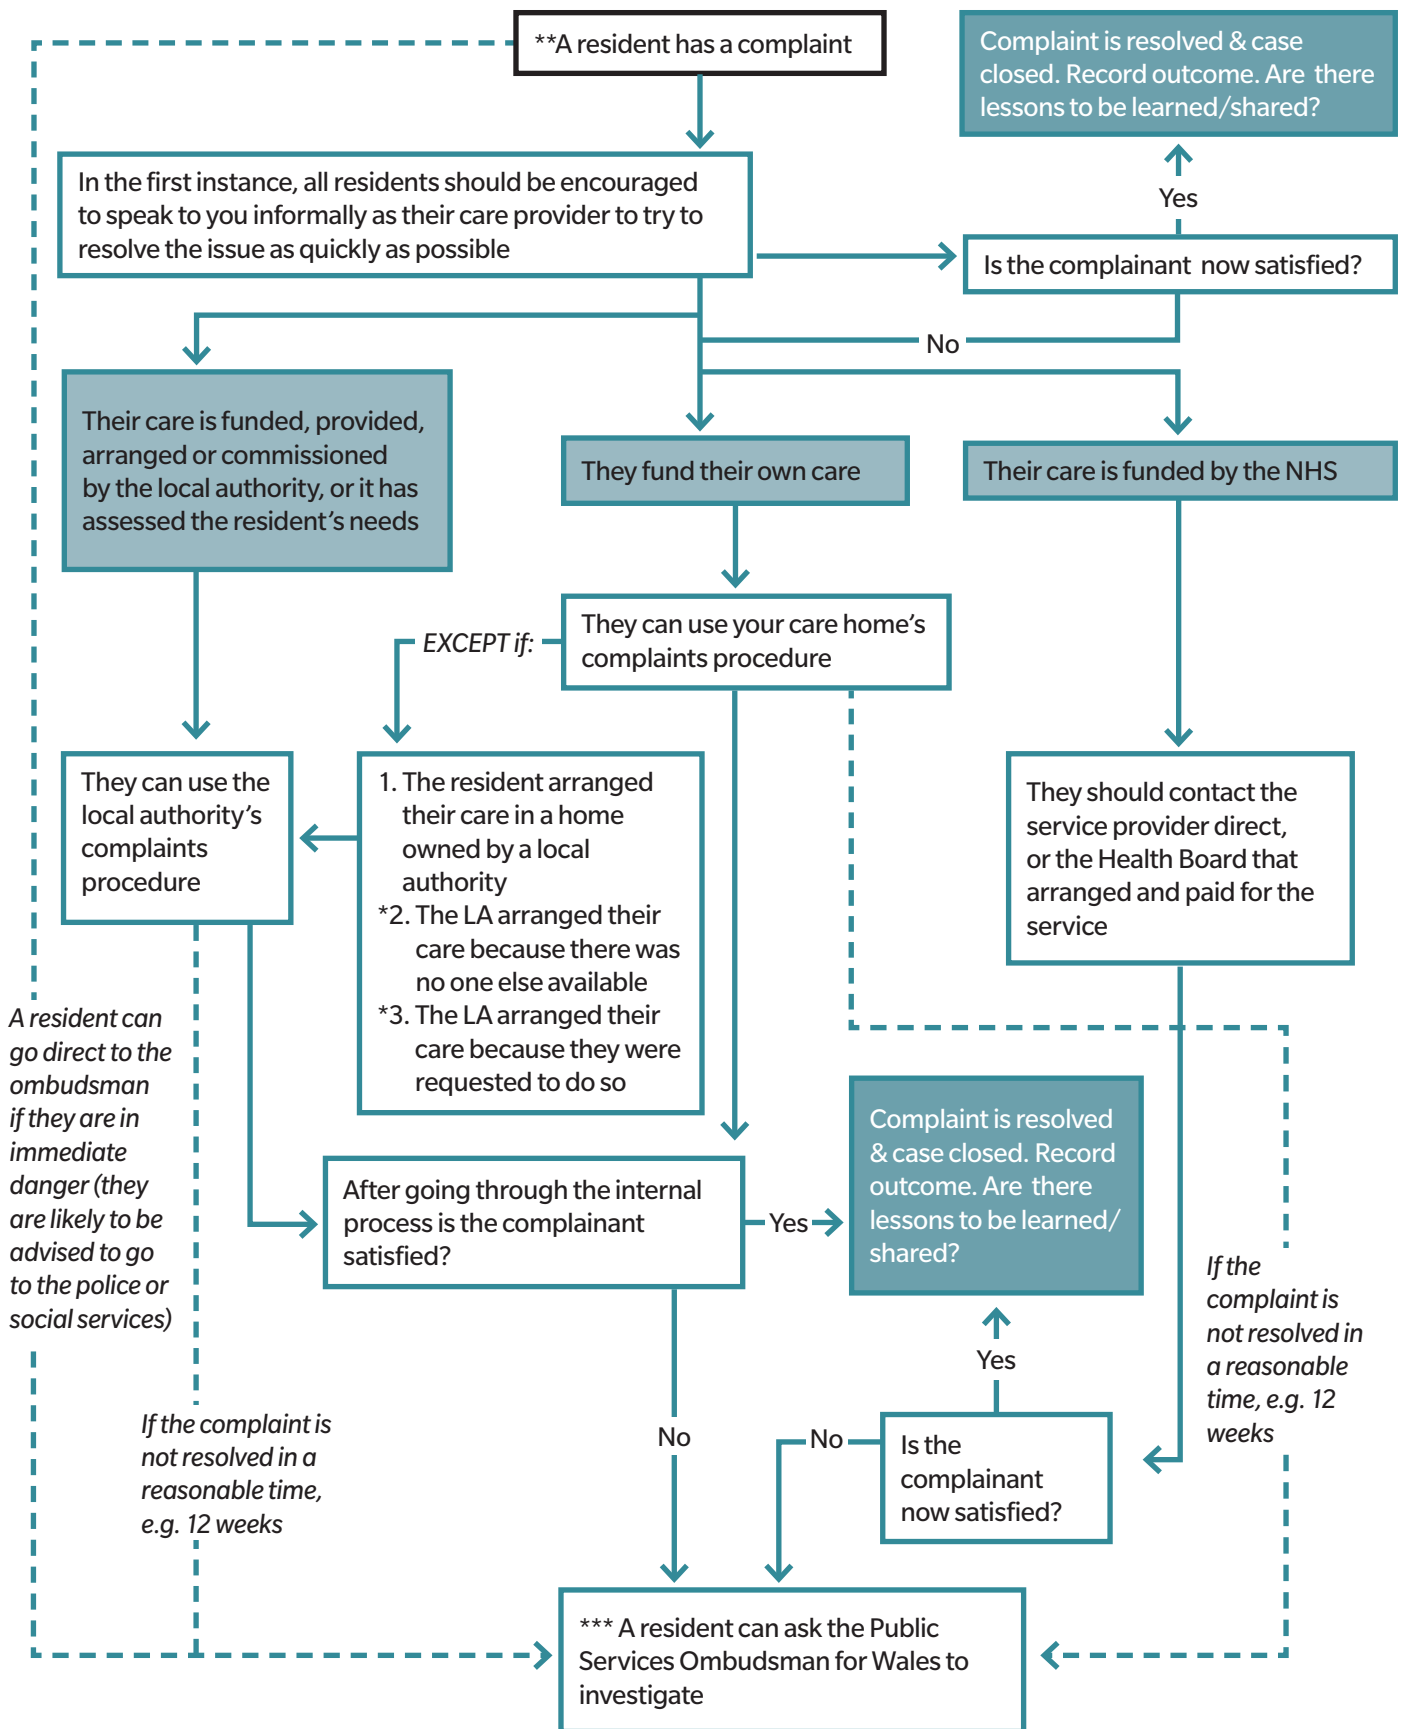 **A resident has a complaint
Complaint is resolved & case
closed. Record outcome. Are there
lessons to be learned/shared?
In the first instance, all residents should be encouraged
to speak to you informally as their care provider to try to
resolve the issue as quickly as possible
Yes
Is the complainant now satisfied?
No
Their care is funded, provided,
arranged or commissioned
by the local authority, or it has
assessed the resident's needs
They fund their own care
Their care is funded by the NHS
EXCEPT if:
They can use your care home's
complaints procedure
They can use the
local authority's
complaints
procedure
1. The resident arranged
their care in a home
owned by a local
authority
*2. The LA arranged their
care because there was
no one else available
*3. The LA arranged their
care because they were
requested to do so
They should contact the
service provider direct,
or the Health Board that
arranged and paid for the
service
A resident can
go direct to the
ombudsman
if they are in
immediate
danger (they
are likely to be
advised to go
to the police or
social services)
After going through the internal
process is the complainant
satisfied?
Yes
Complaint is resolved
& case closed. Record
outcome. Are there
lessons to be learned/
shared?
If the
complaint is
not resolved in
a reasonable
time, e.g. 12
weeks
Yes
If the complaint is
not resolved in a
reasonable time,
e.g. 12 weeks
No
No
Is the
complainant
now satisfied?
*** A resident can ask the Public
Services Ombudsman for Wales to
investigate